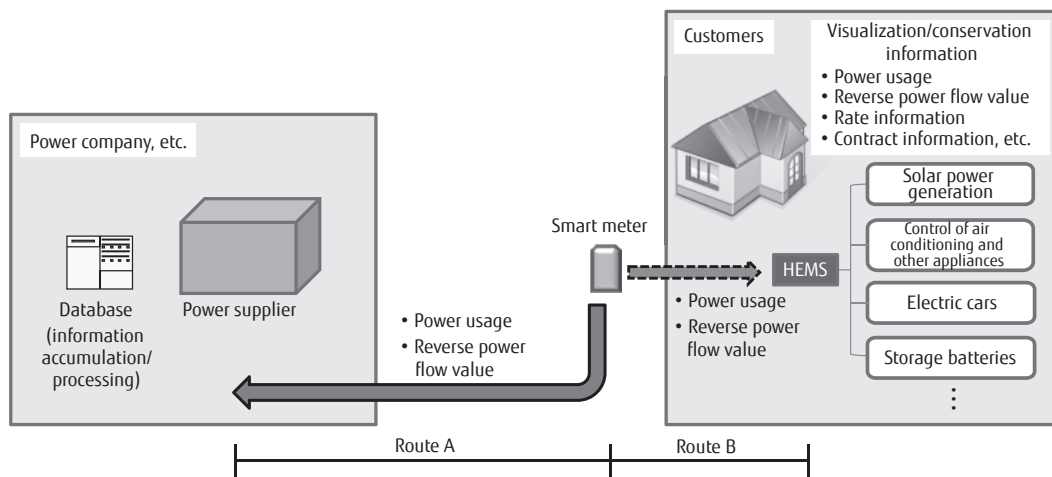 Customers
Visualization/conservation
information
• Power usage
• Reverse power flow value
• Rate information
• Contract information, etc.
Power company, etc.
Solar power
generation
Control of air
conditioning and
other appliances
Electric cars
Storage batteries
Smart meter
HEMS
• Power usage
• Reverse power
flow value
Database
(information
accumulation/
processing)
Power supplier
• Power usage
• Reverse power
flow value
Route A
Route B